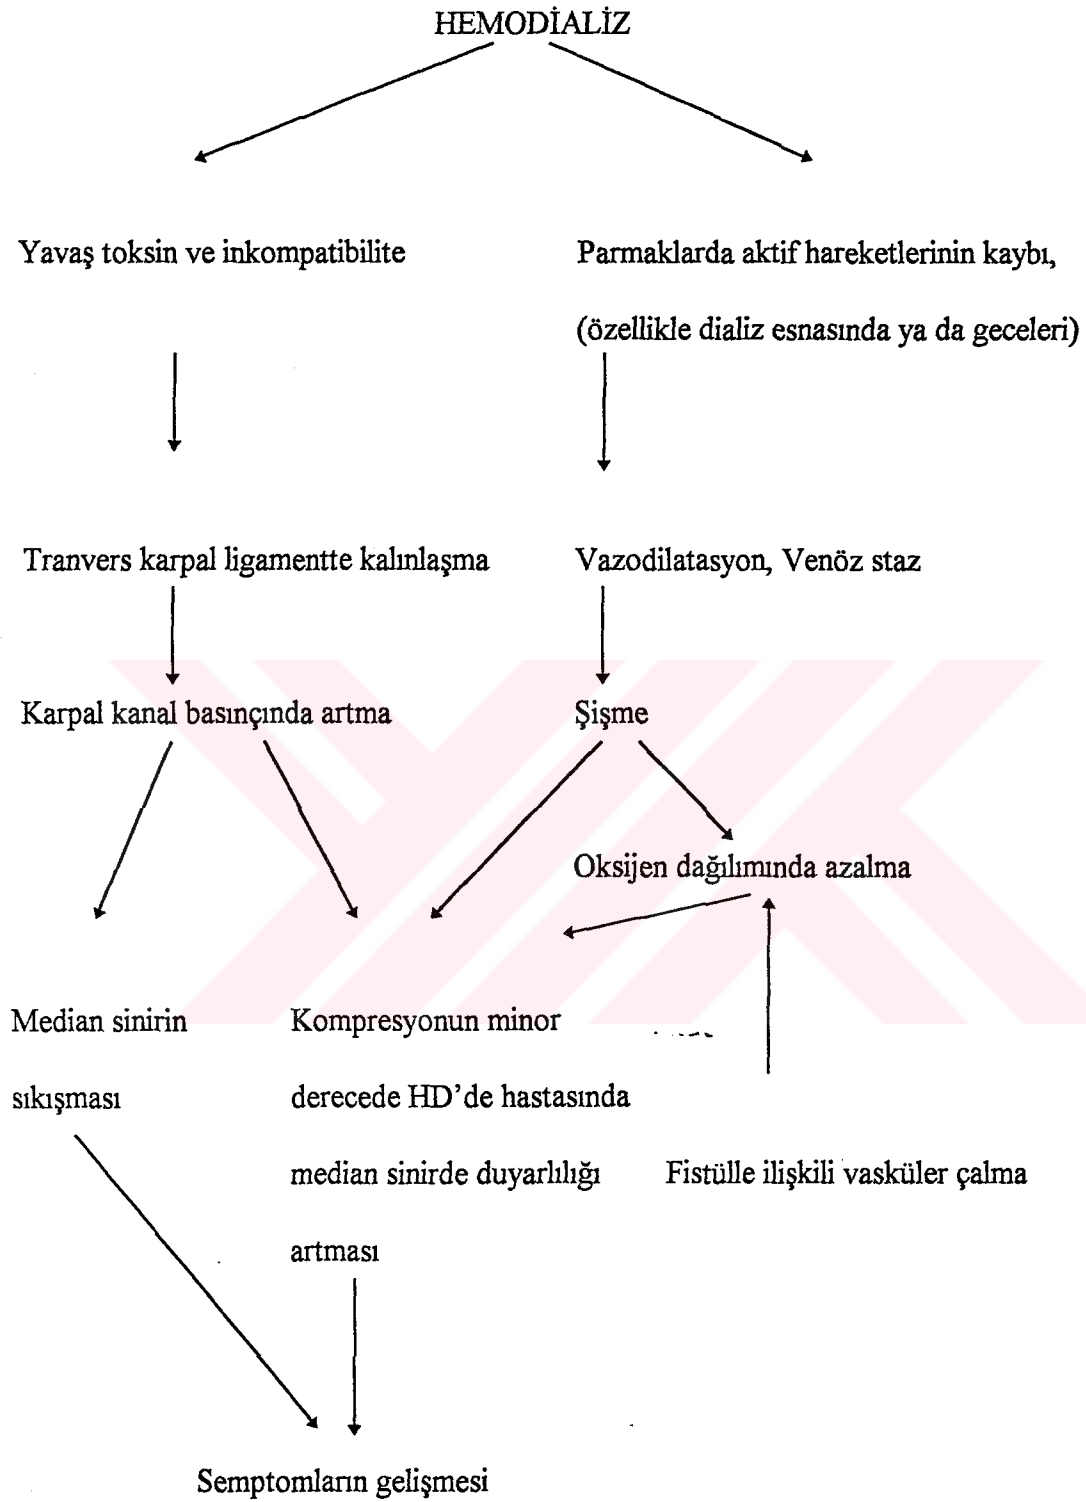 HEMODİALİZ
Yavaş toksin ve inkompatibilite
Parmaklarda aktif hareketlerinin kaybı,
(özellikle dializ esnasında ya da geceleri)
Tranvers karpal ligamentte kalınlaşma
Vazodilatasyon, Venöz staz
Karpal kanal basınçında artma
Şişme
Oksijen dağılımında azalma
Median sinirin
sıkışması
Kompresyonun minor
derecede HD'de hastasında
median sinirde duyarlılığı
artması
Fistülle ilişkili vasküler çalma
Semptomların gelişmesi